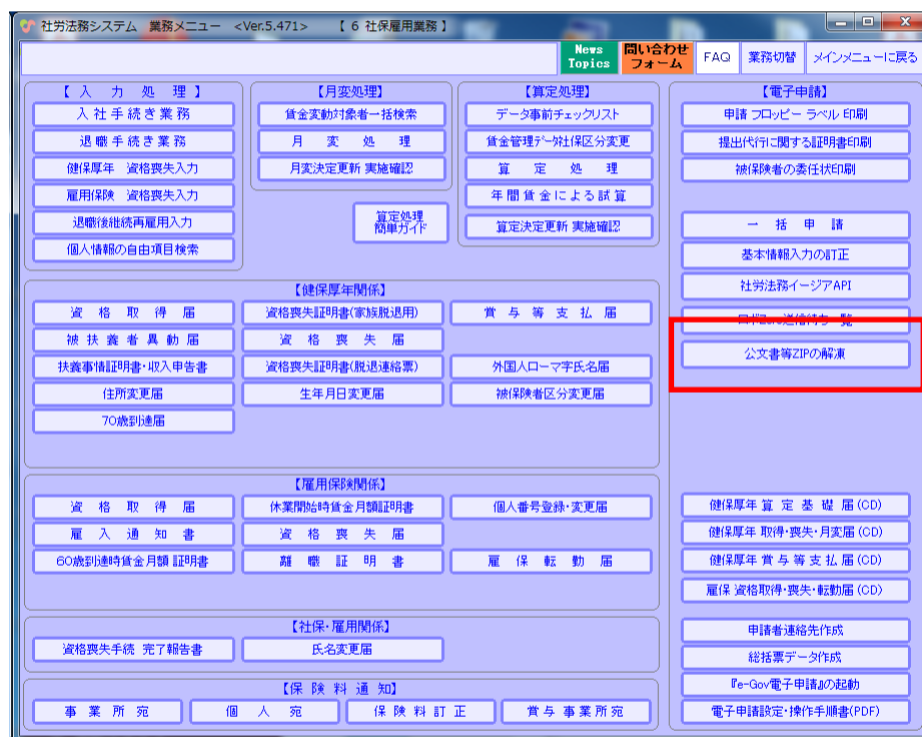 社労法務システム 業務メニュー <Ver.5.471> 【 6 社保雇用業務 】
News Topics
問い合わせフォーム
FAQ
業務切替
メインメニューに戻る
【 入 力 処 理 】
入社手続き業務
退職手続き業務
健保厚年 資格喪失入力
雇用保険 資格喪失入力
退職後継続再雇用入力
個人情報の自由項目検索
【月変処理】
賃金変動対象者一括検索
月 変 処 理
月変決定更新 実施確認
算定処理
簡単ガイド
【算定処理】
データ事前チェックリスト
賃金管理データ社保区分変更
算 定 処 理
年間賃金による試算
算定決定更新 実施確認
【電子申請】
申請 フロッピー ラベル 印刷
提出代行に関する証明書印刷
被保険者の委任状印刷
一 括 申 請
基本情報入力の訂正
社労法務イージアAPI
公文書等ZIPの解凍
健保厚年 算 定 基 礎 届 (CD)
健保厚年 取得・喪失・月変届 (CD)
健保厚年 賞 与 等 支 払 届 (CD)
雇保 資格取得・喪失・転勤届 (CD)
申請者連絡先作成
総括票データ作成
『e-Gov電子申請』の起動
電子申請設定・操作手順書(PDF)
【健保厚年関係】
資 格 取 得 届
資格喪失証明書(家族脱退用)
賞 与 等 支 払 届
被 扶 養 者 異 動 届
資 格 喪 失 届
扶養事情証明書・収入申告書
資格喪失証明書(脱退連絡票)
外国人ローマ字氏名届
住所変更届
生年月日変更届
被保険者区分変更届
70歳到達届
【雇用保険関係】
資 格 取 得 届
休業開始時賃金月額証明書
個人番号登録・変更届
雇 入 通 知 書
資 格 喪 失 届
60歳到達時賃金月額 証明書
離 職 証 明 書
雇 保 転 勤 届
【社保・雇用関係】
資格喪失手続 完了報告書
氏名変更届
【保 険 料 通 知】
事 業 所 宛
個 人 宛
保 険 料 訂 正
賞 与 事 業 所 宛